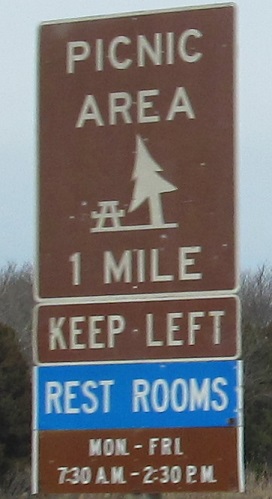 PICNIC
AREA
1 MILE
KEEP LEFT
REST ROOMS
MON. - FRI.
7:30 A.M. - 2:30 P.M.